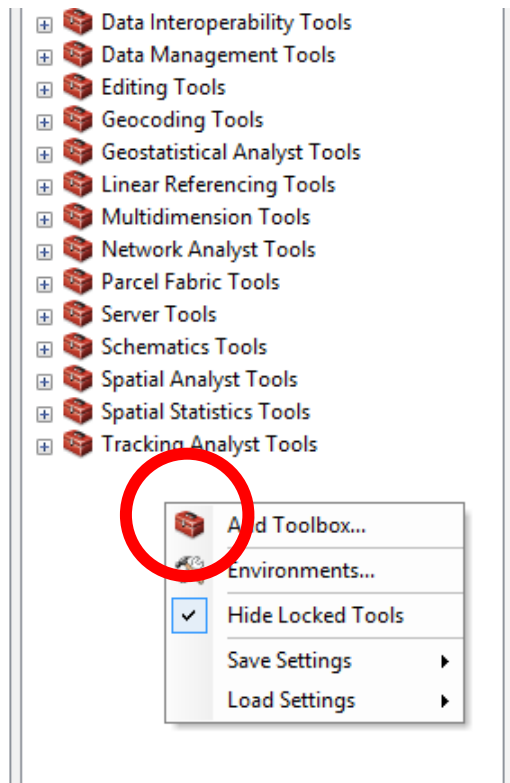 Data Interoperability Tools
Data Management Tools
Editing Tools
Geocoding Tools
Geostatistical Analyst Tools
Linear Referencing Tools
Multidimension Tools
Network Analyst Tools
Parcel Fabric Tools
Server Tools
Schematics Tools
Spatial Analyst Tools
Spatial Statistics Tools
Tracking Analyst Tools
Add Toolbox...
Environments...
Hide Locked Tools
Save Settings
Load Settings